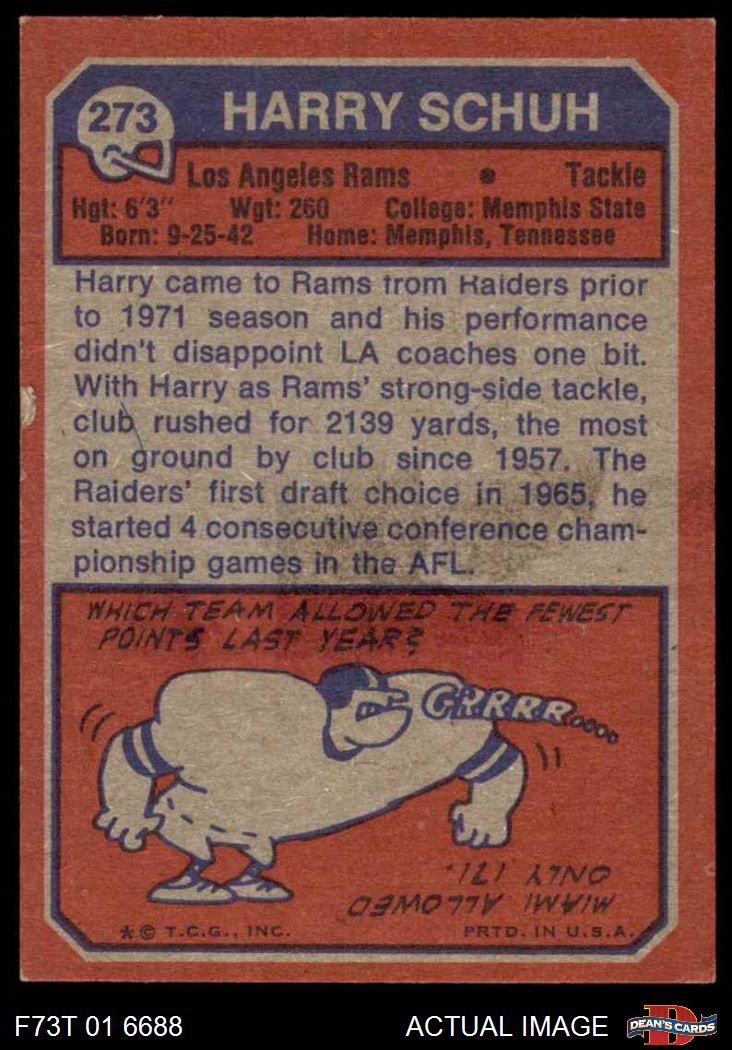 273
HARRY SCHUH
Los Angeles Rams • Tackle
Hgt: 6'3" Wgt: 260 College: Memphis State
Born: 9-25-42 Home: Memphis, Tennessee
Harry came to Rams from Raiders prior
to 1971 season and his performance
didn't disappoint LA coaches one bit.
With Harry as Rams' strong-side tackle,
club rushed for 2139 yards, the most
on ground by club since 1957. The
Raiders' first draft choice in 1965, he
started 4 consecutive conference cham-
pionship games in the AFL.
WHICH TEAM ALLOWED THE FEWEST
POINTS LAST YEAR?
GRRRR....
MIAMI ALLOWED
ONLY 171.
* © T.C.G., INC. PRTD. IN U.S.A.
F73T 01 6688 ACTUAL IMAGE
D
DEAN'S CARDS